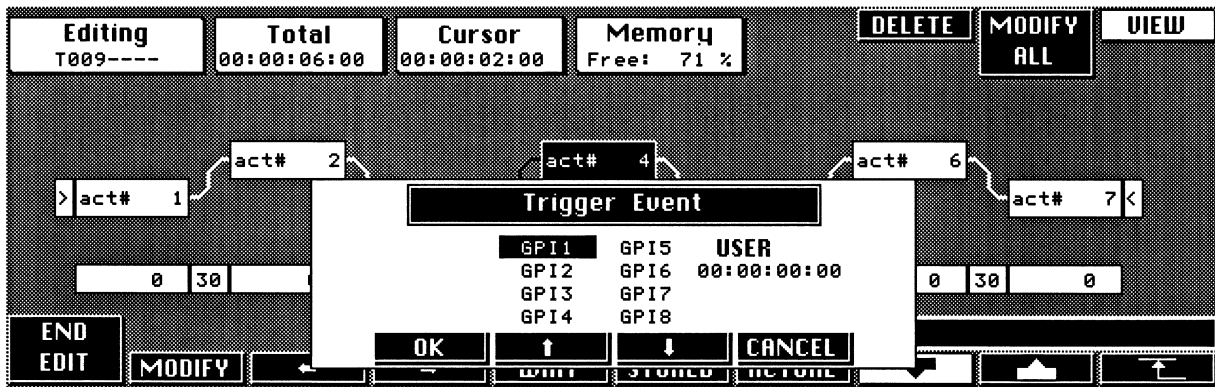 Editing
T009----
Total
00:00:06:00
Cursor
00:00:02:00
Memory
Free: 71 %
DELETE
MODIFY
ALL
VIEW
act# 2
act# 4
act# 6
> act# 1
act# 7 <
Trigger Event
GPI1 GPI5 USER
GPI2 GPI6 00:00:00:00
GPI3 GPI7
GPI4 GPI8
0 30
0 30 0
END
EDIT
MODIFY
OK
CANCEL